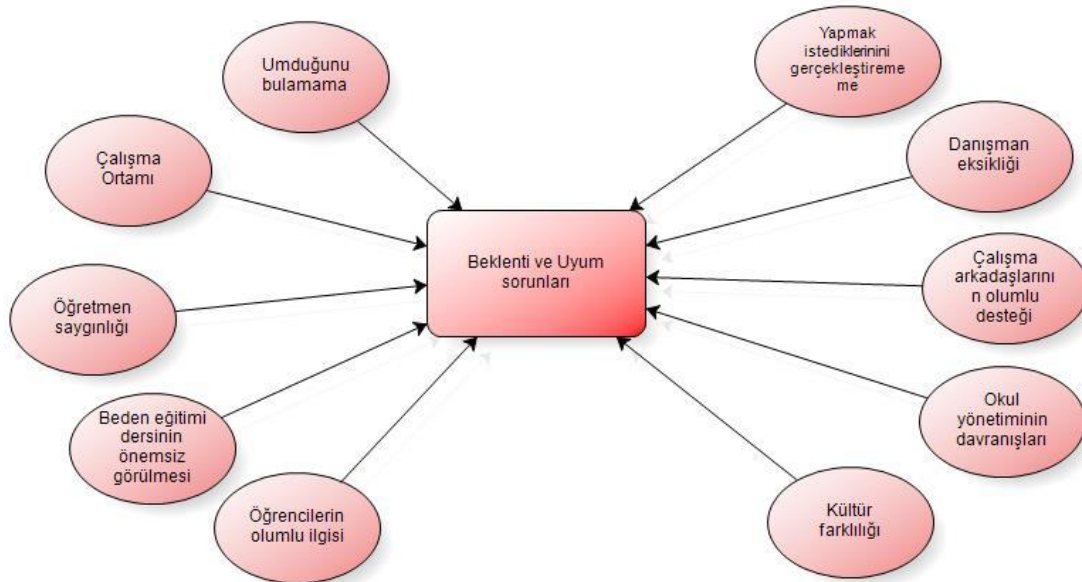 Umduğunu
bulamama
Yapmak
istediklerinini
gerçekleştireme
me
Çalışma
Ortamı
Danışman
eksikliği
Beklenti ve Uyum
sorunları
Öğretmen
saygınlığı
Çalışma
arkadaşlarını
n olumlu
desteği
Beden eğitimi
dersinin
önemsiz
görülmesi
Okul
yönetiminin
davranışları
Öğrencilerin
olumlu ilgisi
Kültür
farklılığı